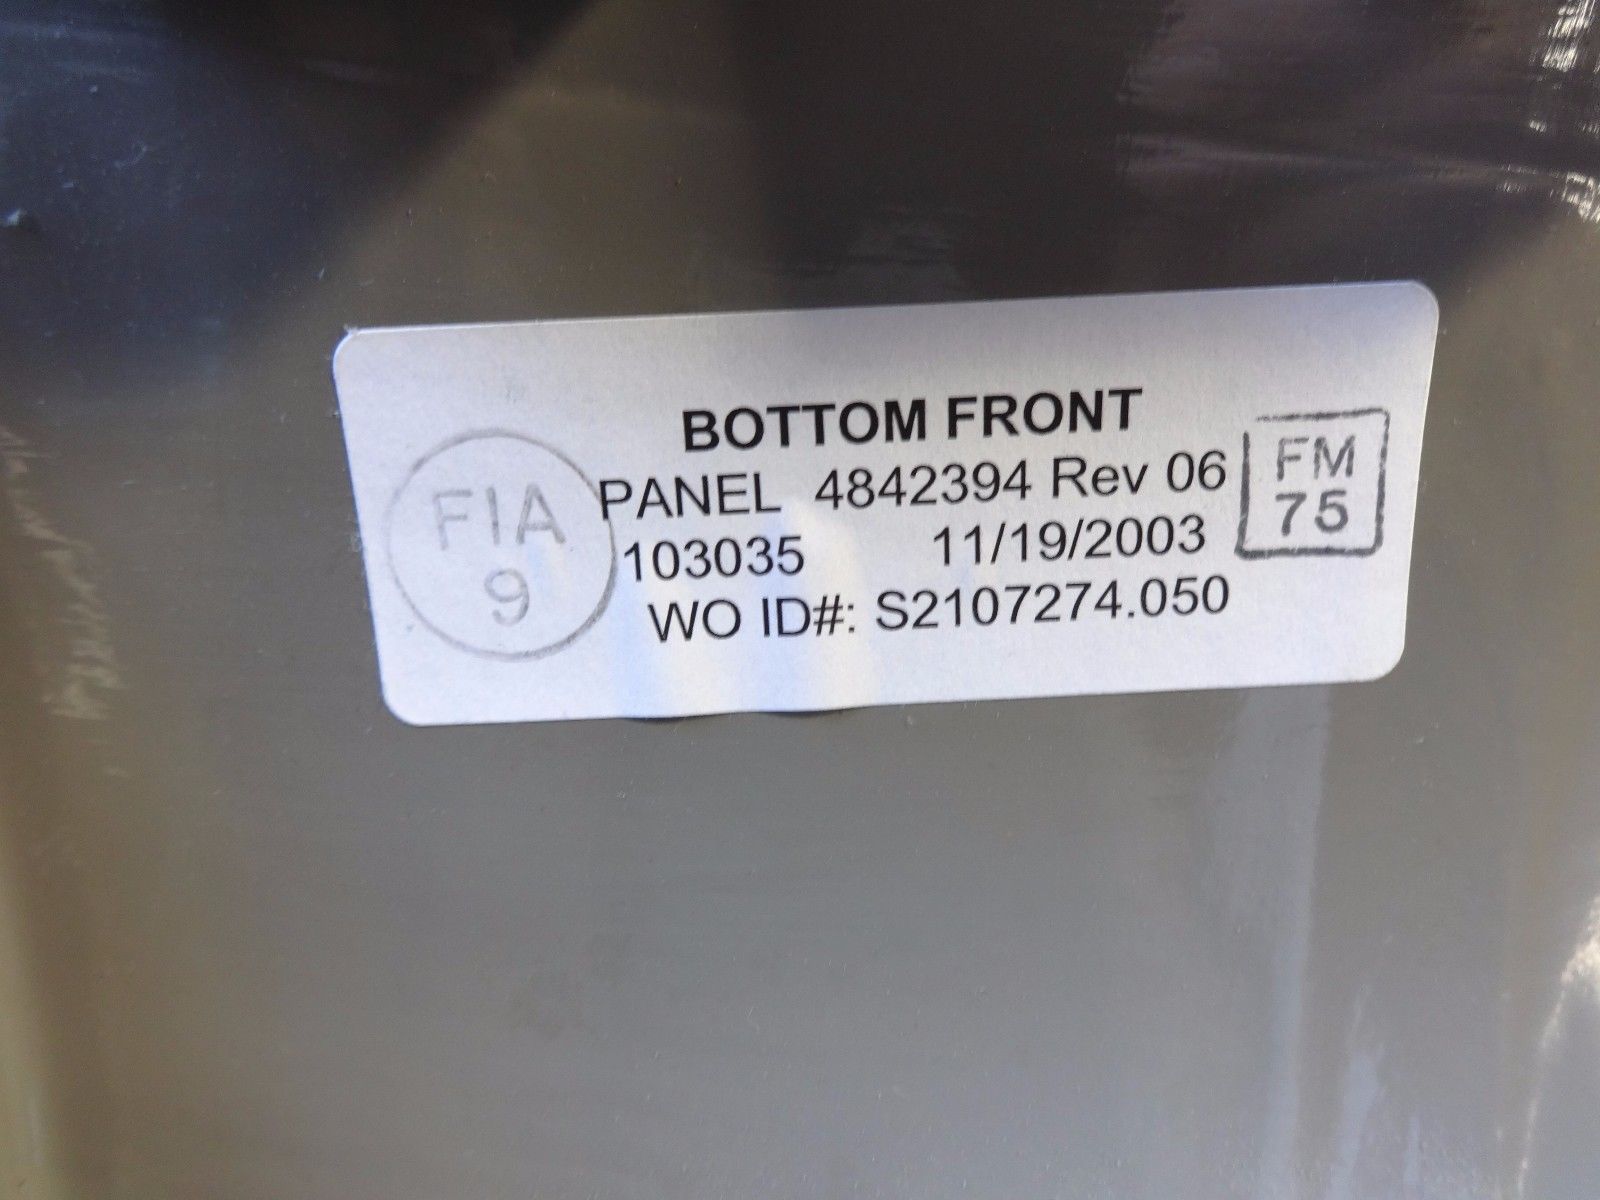 BOTTOM FRONT
PANEL 4842394 Rev 06
103035 11/19/2003
WO ID#: S2107274.050
FIA
9
FM
75